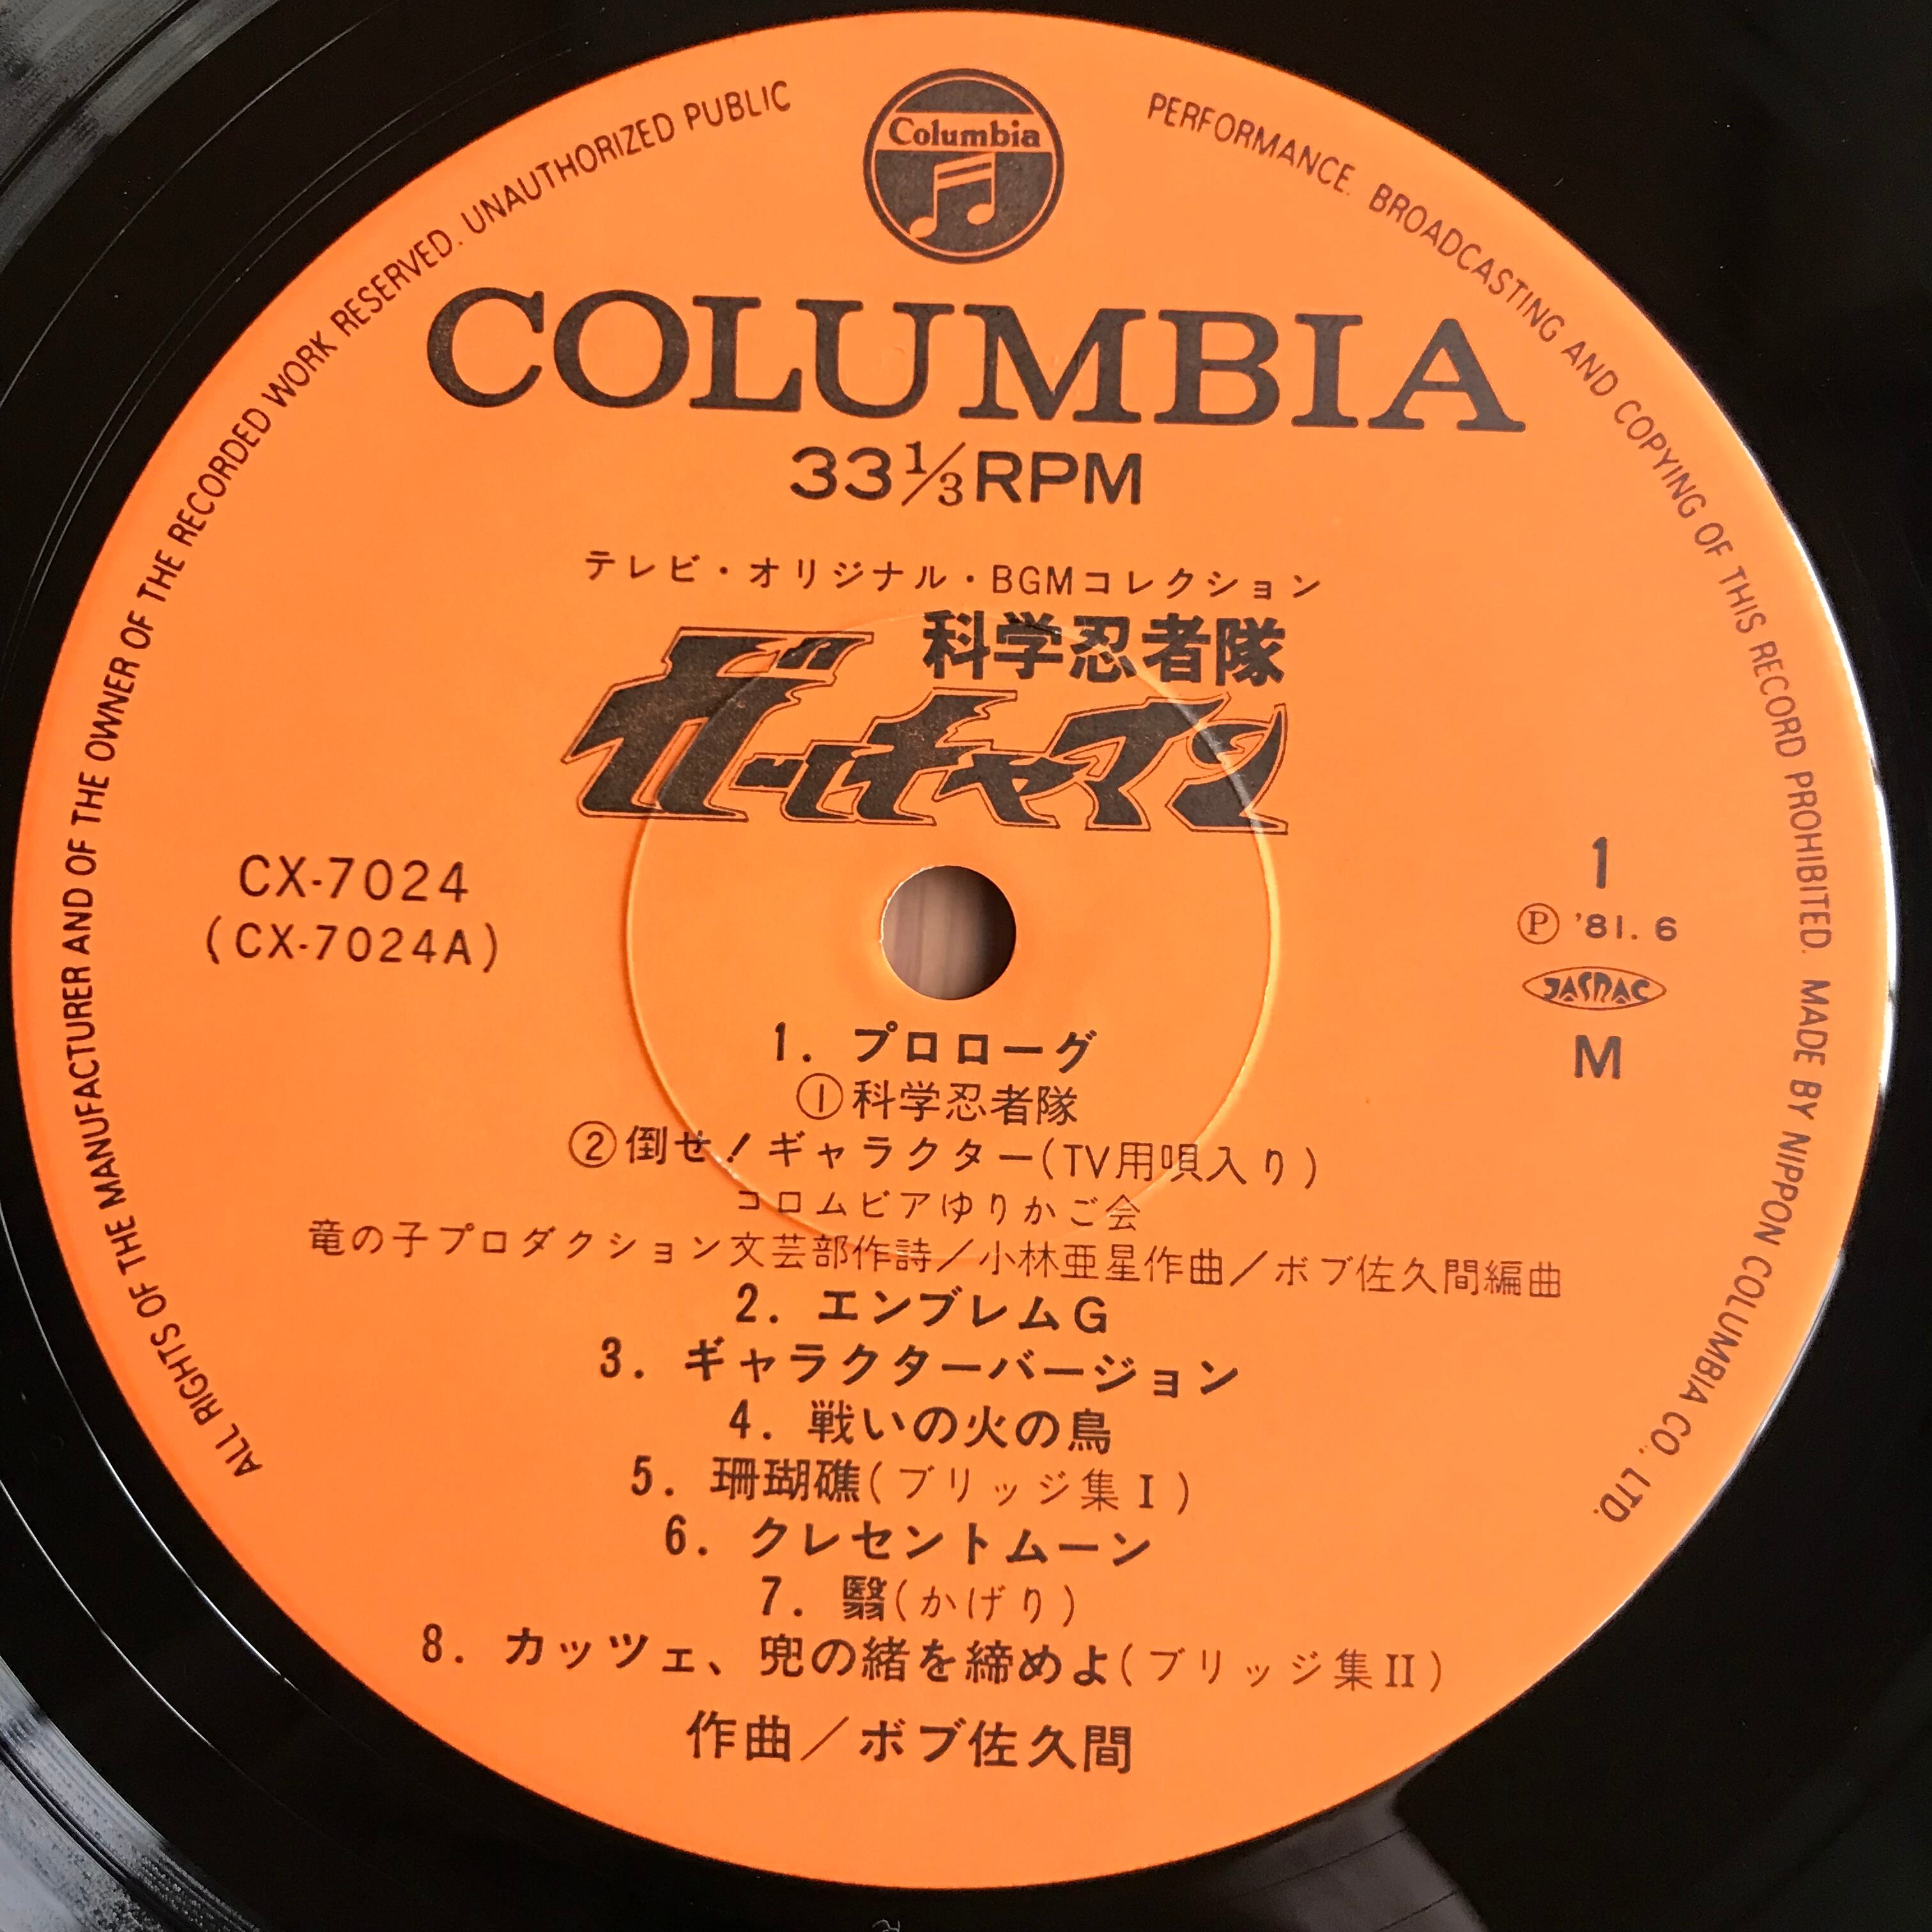 Columbia
ALL RIGHTS OF THE MANUFACTURER AND OF THE OWNER OF THE RECORDED WORK RESERVED. UNAUTHORIZED PUBLIC PERFORMANCE. BROADCASTING AND COPYING OF THIS RECORD PROHIBITED. MADE BY NIPPON COLUMBIA CO., LTD.
COLUMBIA
33⅓RPM
テレビ・オリジナル・BGMコレクション
科学忍者隊
ガッチャマン
CX-7024
(CX-7024A)
1
Ⓟ '81.6
JASRAC
M
1. プロローグ
①科学忍者隊
②倒せ!ギャラクター(TV用唄入り)
コロムビアゆりかご会
竜の子プロダクション文芸部作詩/小林亜星作曲/ボブ佐久間編曲
2. エンブレムG
3. ギャラクターバージョン
4. 戦いの火の鳥
5. 珊瑚礁(ブリッジ集I)
6. クレセントムーン
7. 翳(かげり)
8. カッツェ、兜の緒を締めよ(ブリッジ集II)
作曲/ボブ佐久間